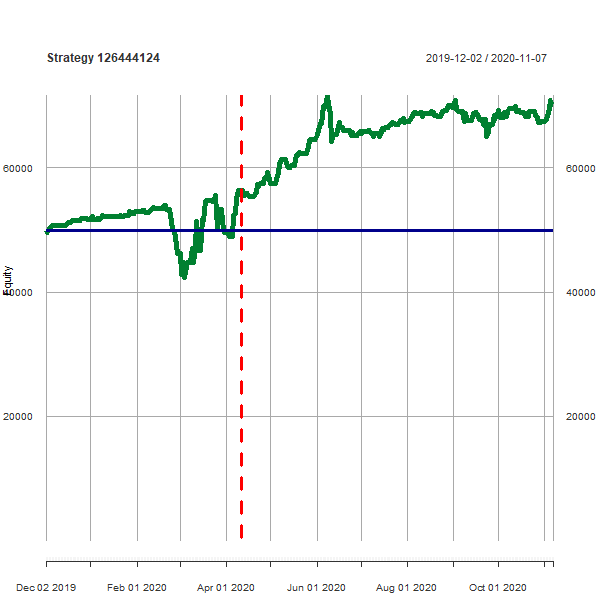 Strategy 126444124
2019-12-02 / 2020-11-07
60000
60000
Equity
40000
40000
20000
20000
Dec 02 2019
Feb 01 2020
Apr 01 2020
Jun 01 2020
Aug 01 2020
Oct 01 2020